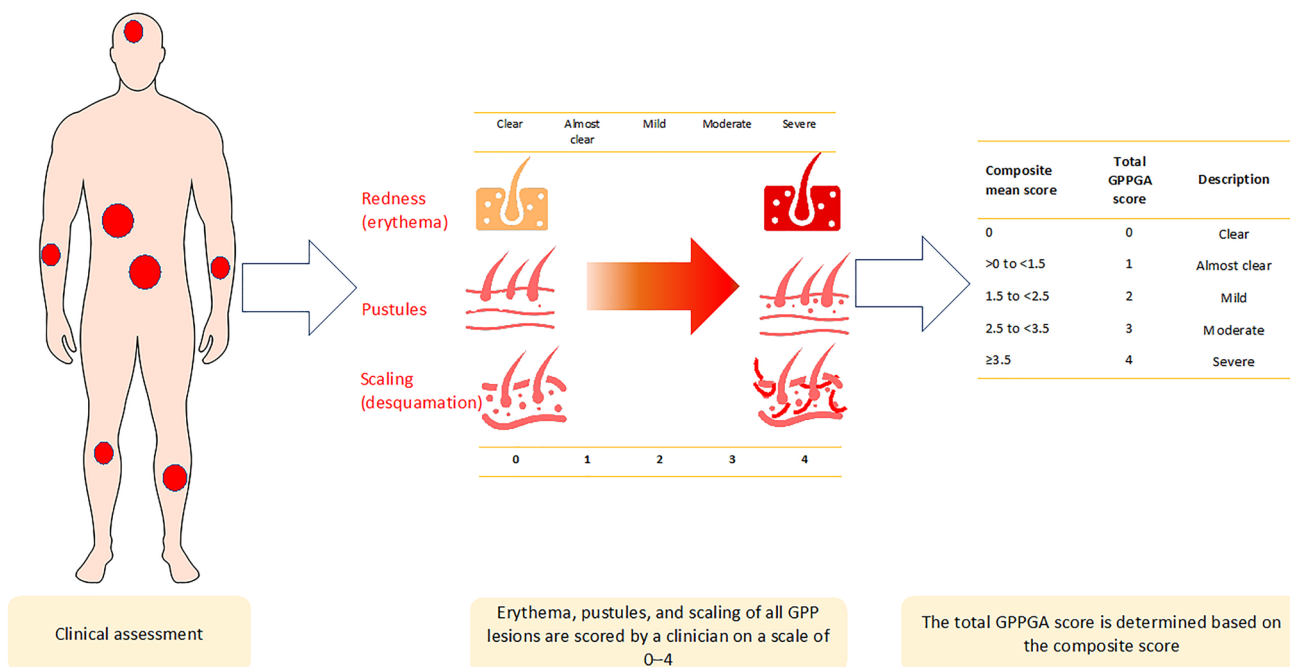 Clear
Almost
clear
Mild
Moderate
Severe
Redness
(erythema)
Pustules
Scaling
(desquamation)
0 1 2 3 4
Composite
mean score
Total
GPPGA
score
Description
0 0 Clear
>0 to <1.5 1 Almost clear
1.5 to <2.5 2 Mild
2.5 to <3.5 3 Moderate
≥3.5 4 Severe
Clinical assessment
Erythema, pustules, and scaling of all GPP
lesions are scored by a clinician on a scale of
0–4
The total GPPGA score is determined based on
the composite score